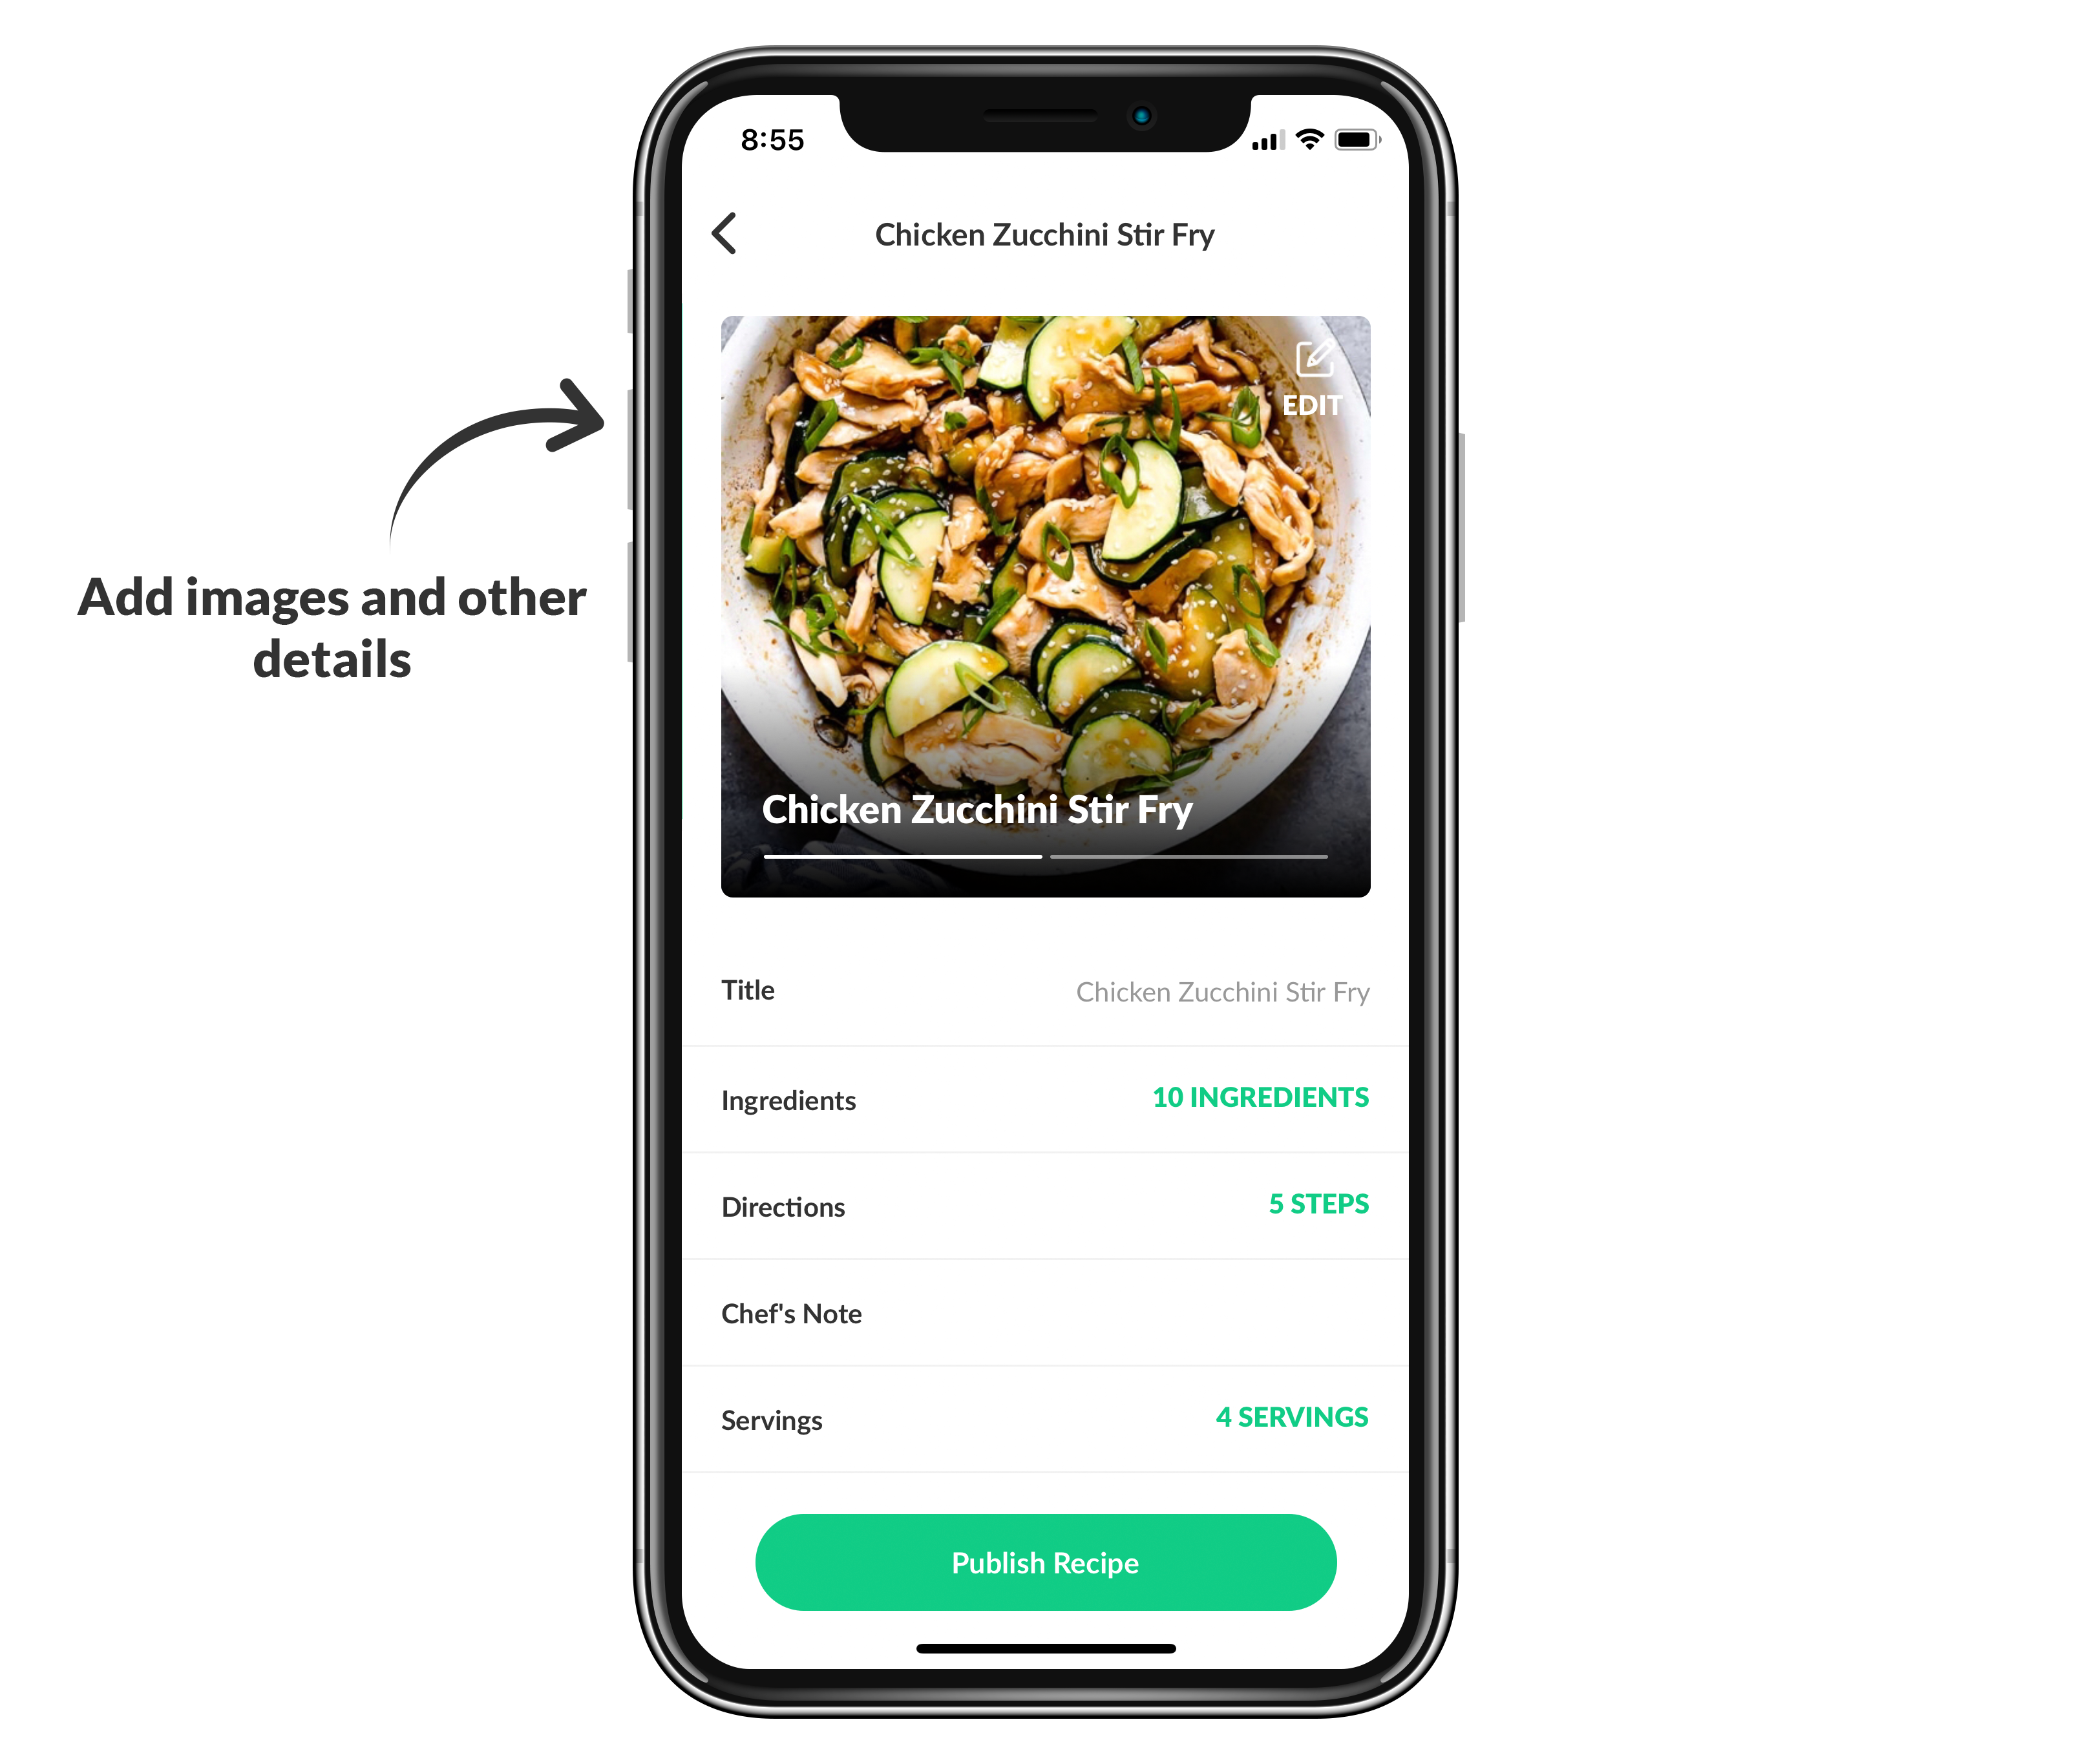 8:55
Chicken Zucchini Stir Fry
EDIT
Add images and other
details
Chicken Zucchini Stir Fry
Title
Chicken Zucchini Stir Fry
Ingredients
10 INGREDIENTS
Directions
5 STEPS
Chef's Note
Servings
4 SERVINGS
Publish Recipe